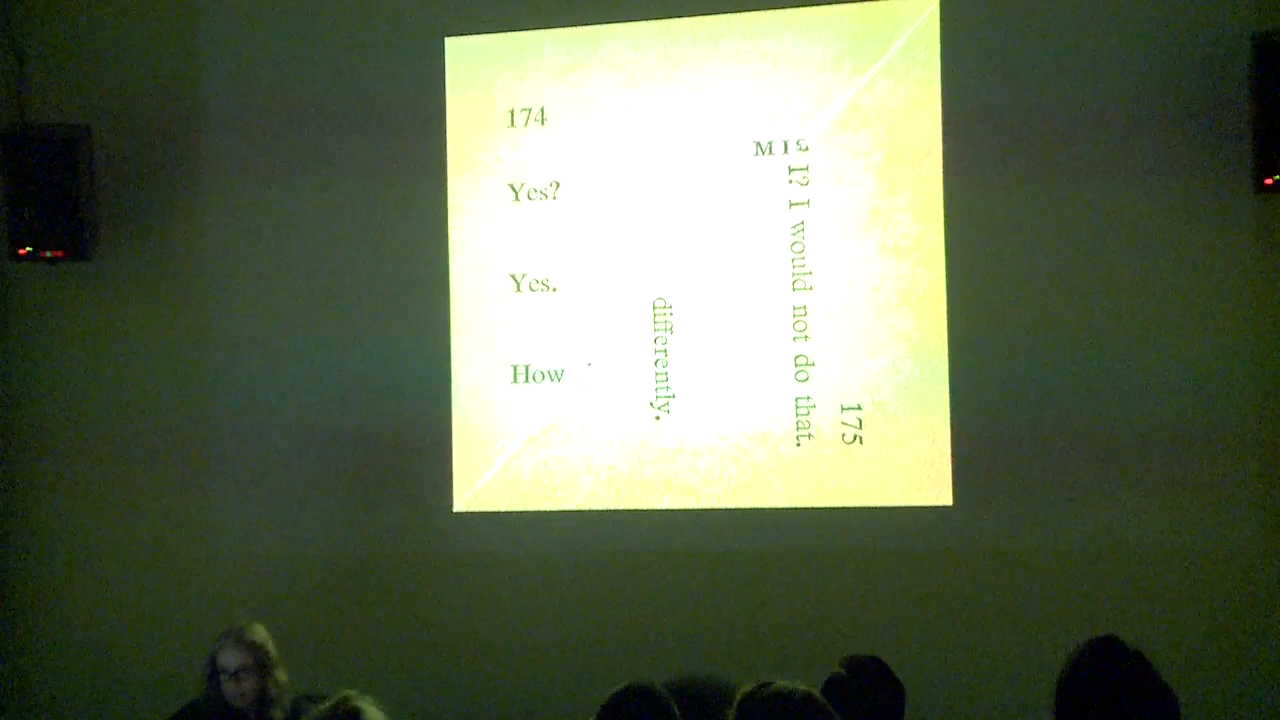 174
M I S
Yes?
Yes.
How
differently.
I? I would not do that.
175